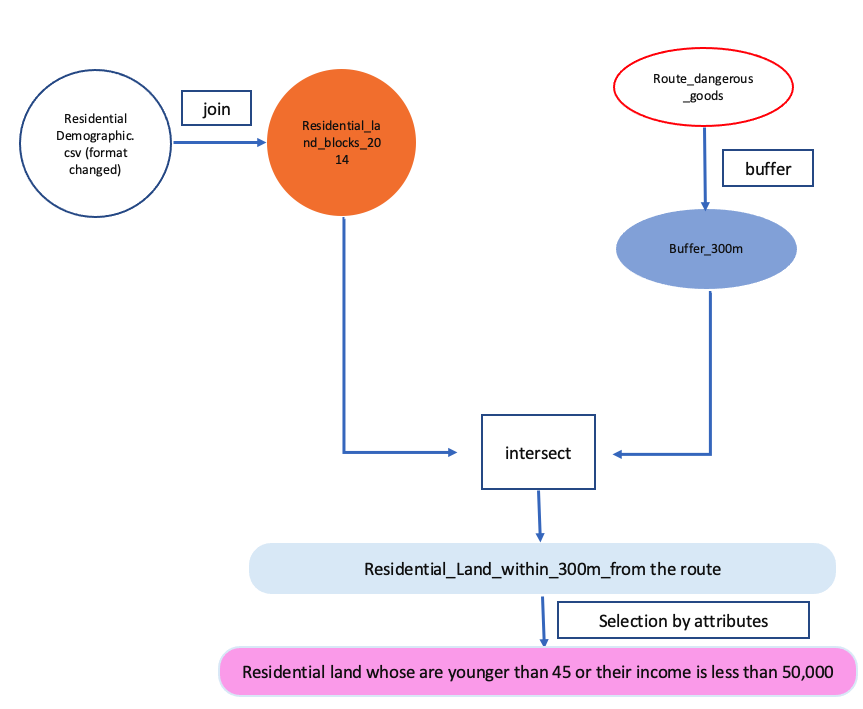 Residential
Demographic.
csv (format
changed)
join
Residential_la
nd_blocks_20
14
Route_dangerous
_goods
buffer
Buffer_300m
intersect
Residential_Land_within_300m_from the route
Selection by attributes
Residential land whose are younger than 45 or their income is less than 50,000